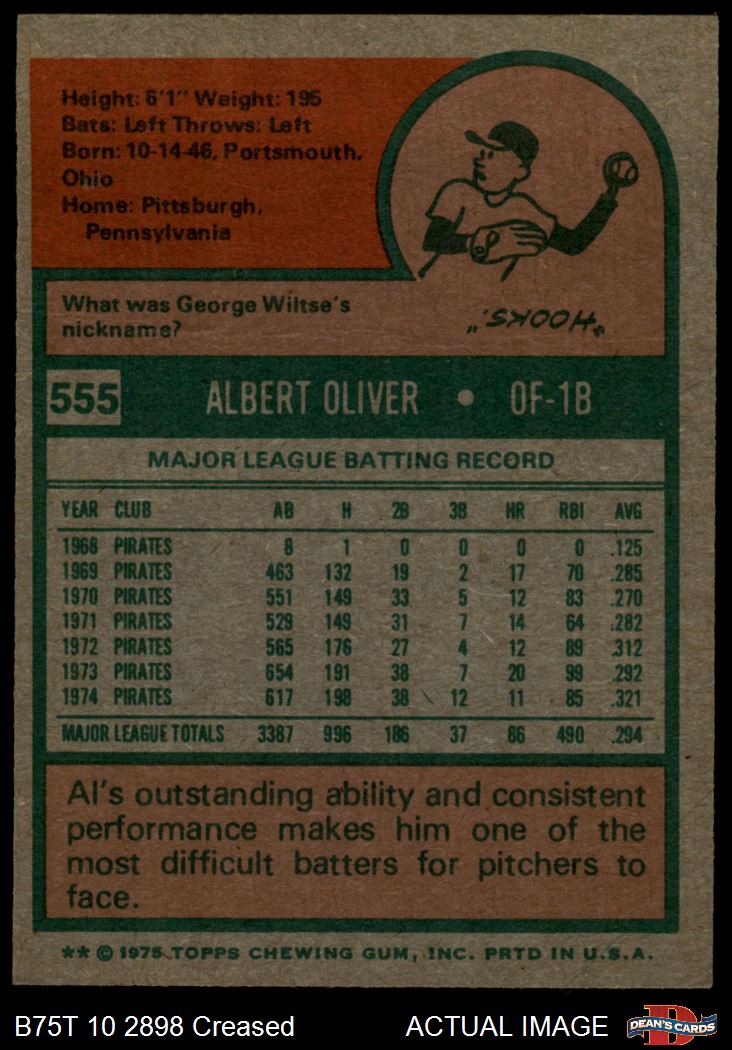 Height: 6'1" Weight: 195
Bats: Left Throws: Left
Born: 10-14-46, Portsmouth,
Ohio
Home: Pittsburgh,
Pennsylvania
What was George Wiltse's
nickname?
"HOOKS."
555 ALBERT OLIVER • OF-1B
MAJOR LEAGUE BATTING RECORD
YEAR CLUB AB H 2B 3B HR RBI AVG
1968 PIRATES 8 1 0 0 0 0 .125
1969 PIRATES 463 132 19 2 17 70 .285
1970 PIRATES 551 149 33 5 12 83 .270
1971 PIRATES 529 149 31 7 14 64 .282
1972 PIRATES 565 176 27 4 12 89 .312
1973 PIRATES 654 191 38 7 20 99 .292
1974 PIRATES 617 198 38 12 11 85 .321
MAJOR LEAGUE TOTALS 3387 996 186 37 86 490 .294
Al's outstanding ability and consistent
performance makes him one of the
most difficult batters for pitchers to
face.
** © 1975 TOPPS CHEWING GUM, INC. PRTD IN U.S.A.
B75T 10 2898 Creased ACTUAL IMAGE DEAN'S CARDS